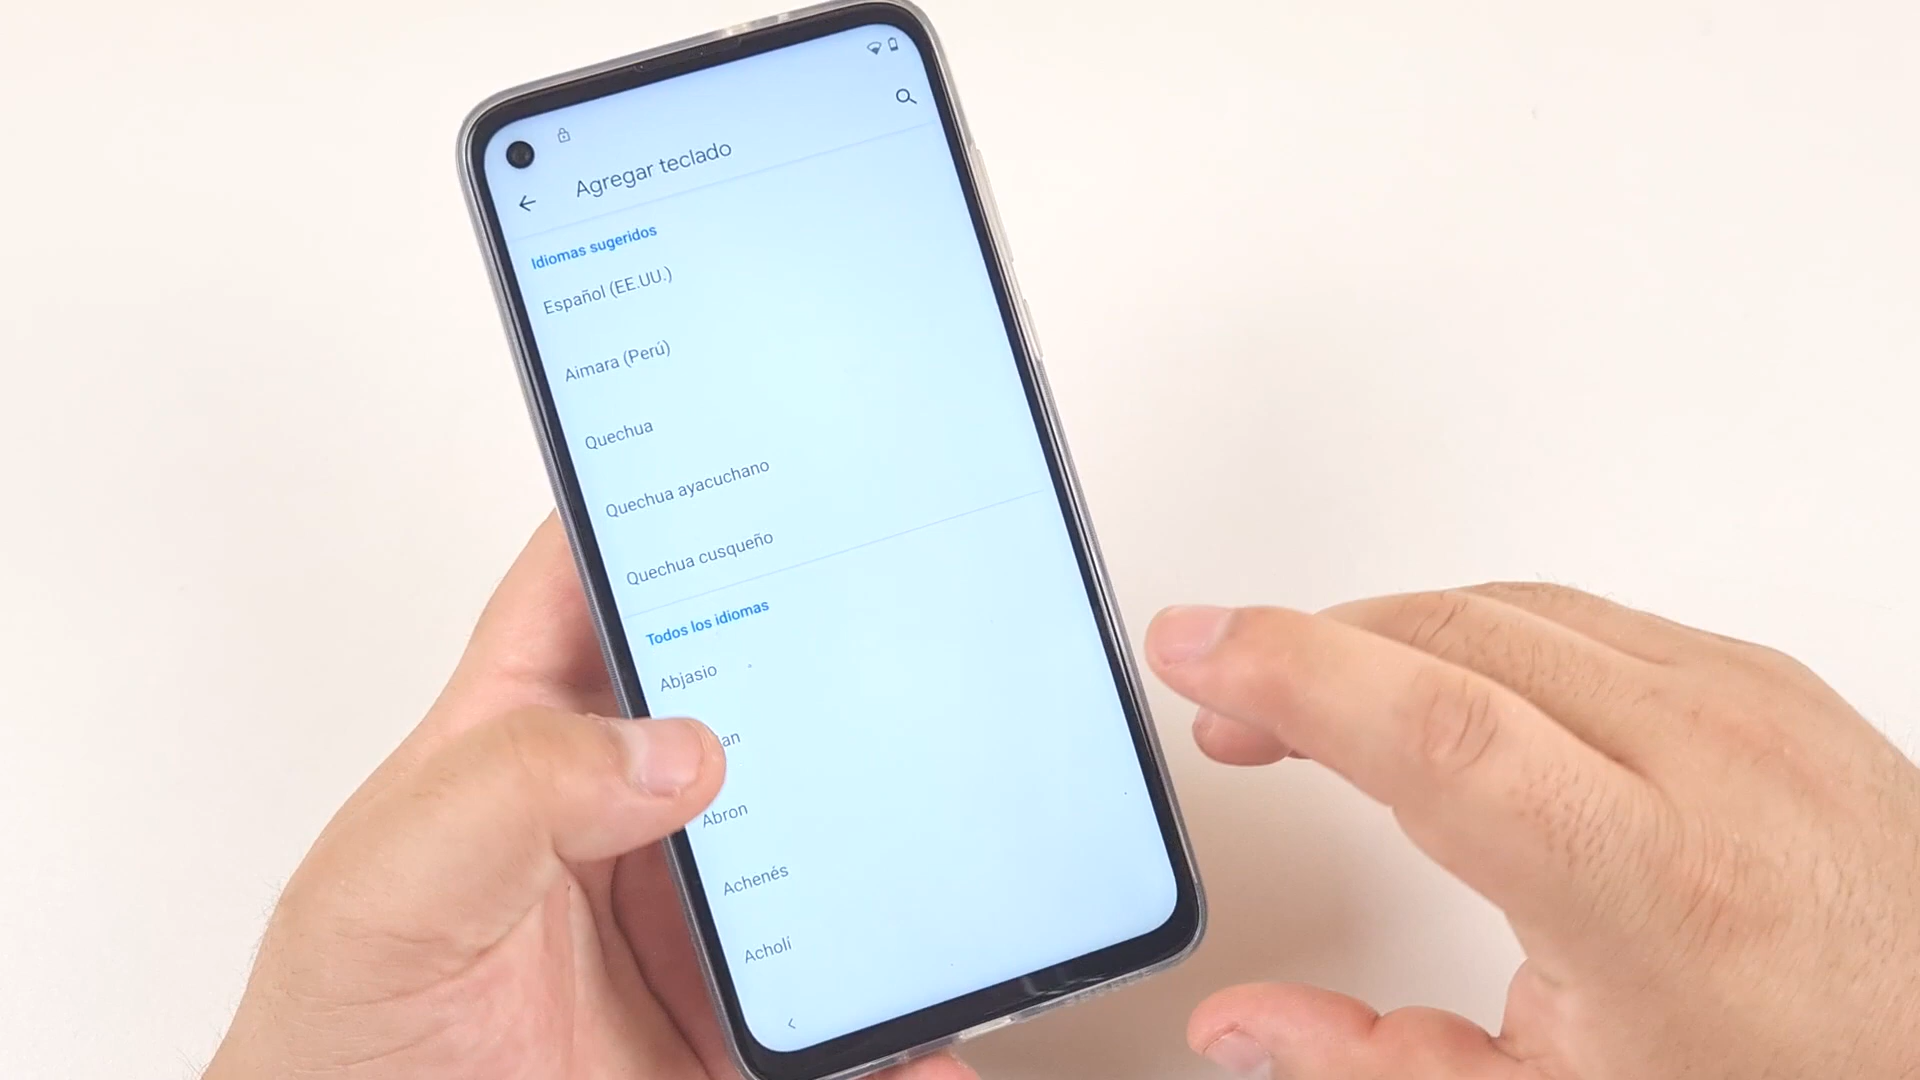 Agregar teclado
Idiomas sugeridos
Español (EE.UU.)
Aimara (Perú)
Quechua
Quechua ayacuchano
Quechua cusqueño
Todos los idiomas
Abjasio
Abron
Achenés
Acholi